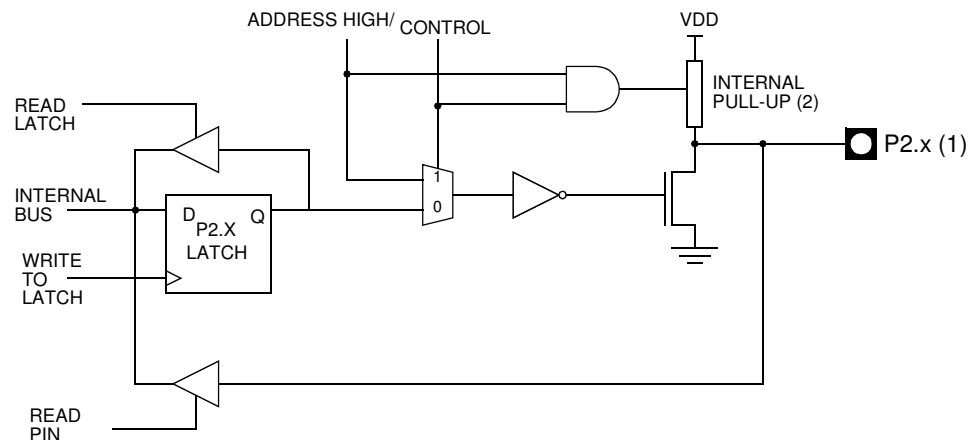 ADDRESS HIGH/
CONTROL
VDD
READ
LATCH
INTERNAL
PULL-UP (2)
P2.x (1)
1
0
INTERNAL
BUS
D
Q
P2.X
LATCH
WRITE
TO
LATCH
READ
PIN